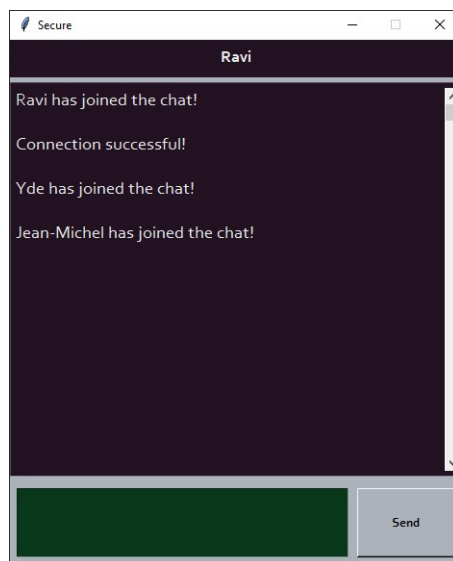 Secure
Ravi
Ravi has joined the chat!
Connection successful!
Yde has joined the chat!
Jean-Michel has joined the chat!
Send